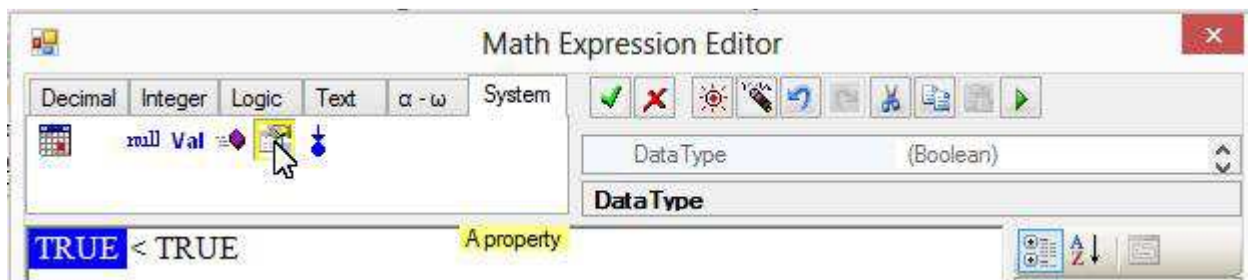 Math Expression Editor
Decimal Integer Logic Text α - ω System
null Val
DataType (Boolean)
DataType
TRUE < TRUE
A property
A
Z